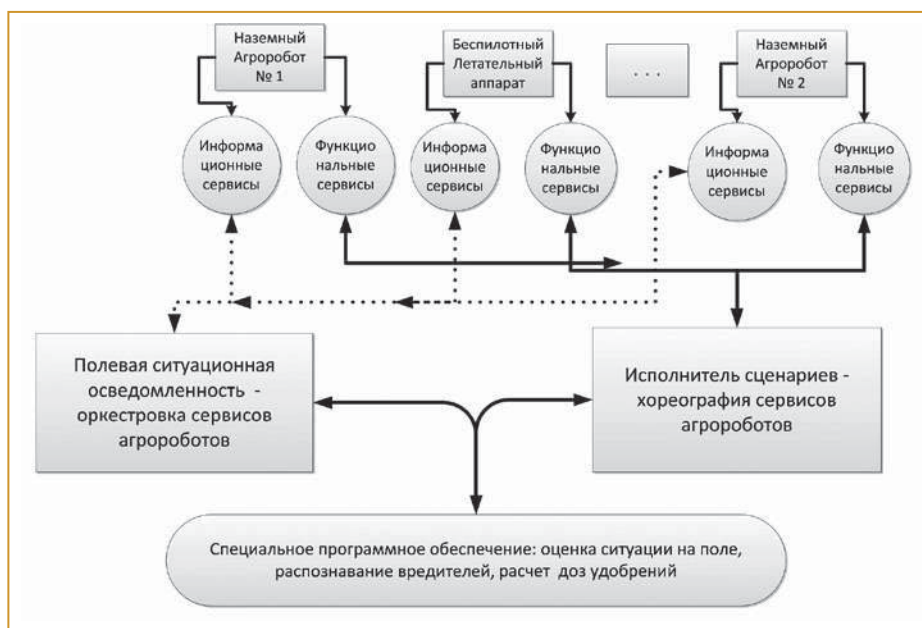 Наземный
Агроробот
№ 1
Беспилотный
Летательный
аппарат
. . .
Наземный
Агроробот
№ 2
Информа
ционные
сервисы
Функцио
нальные
сервисы
Информа
ционные
сервисы
Функцио
нальные
сервисы
Информа
ционные
сервисы
Функцио
нальные
сервисы
Полевая ситуационная
осведомленность -
оркестровка сервисов
агророботов
Исполнитель сценариев -
хореография сервисов
агророботов
Специальное программное обеспечение: оценка ситуации на поле,
распознавание вредителей, расчет доз удобрений